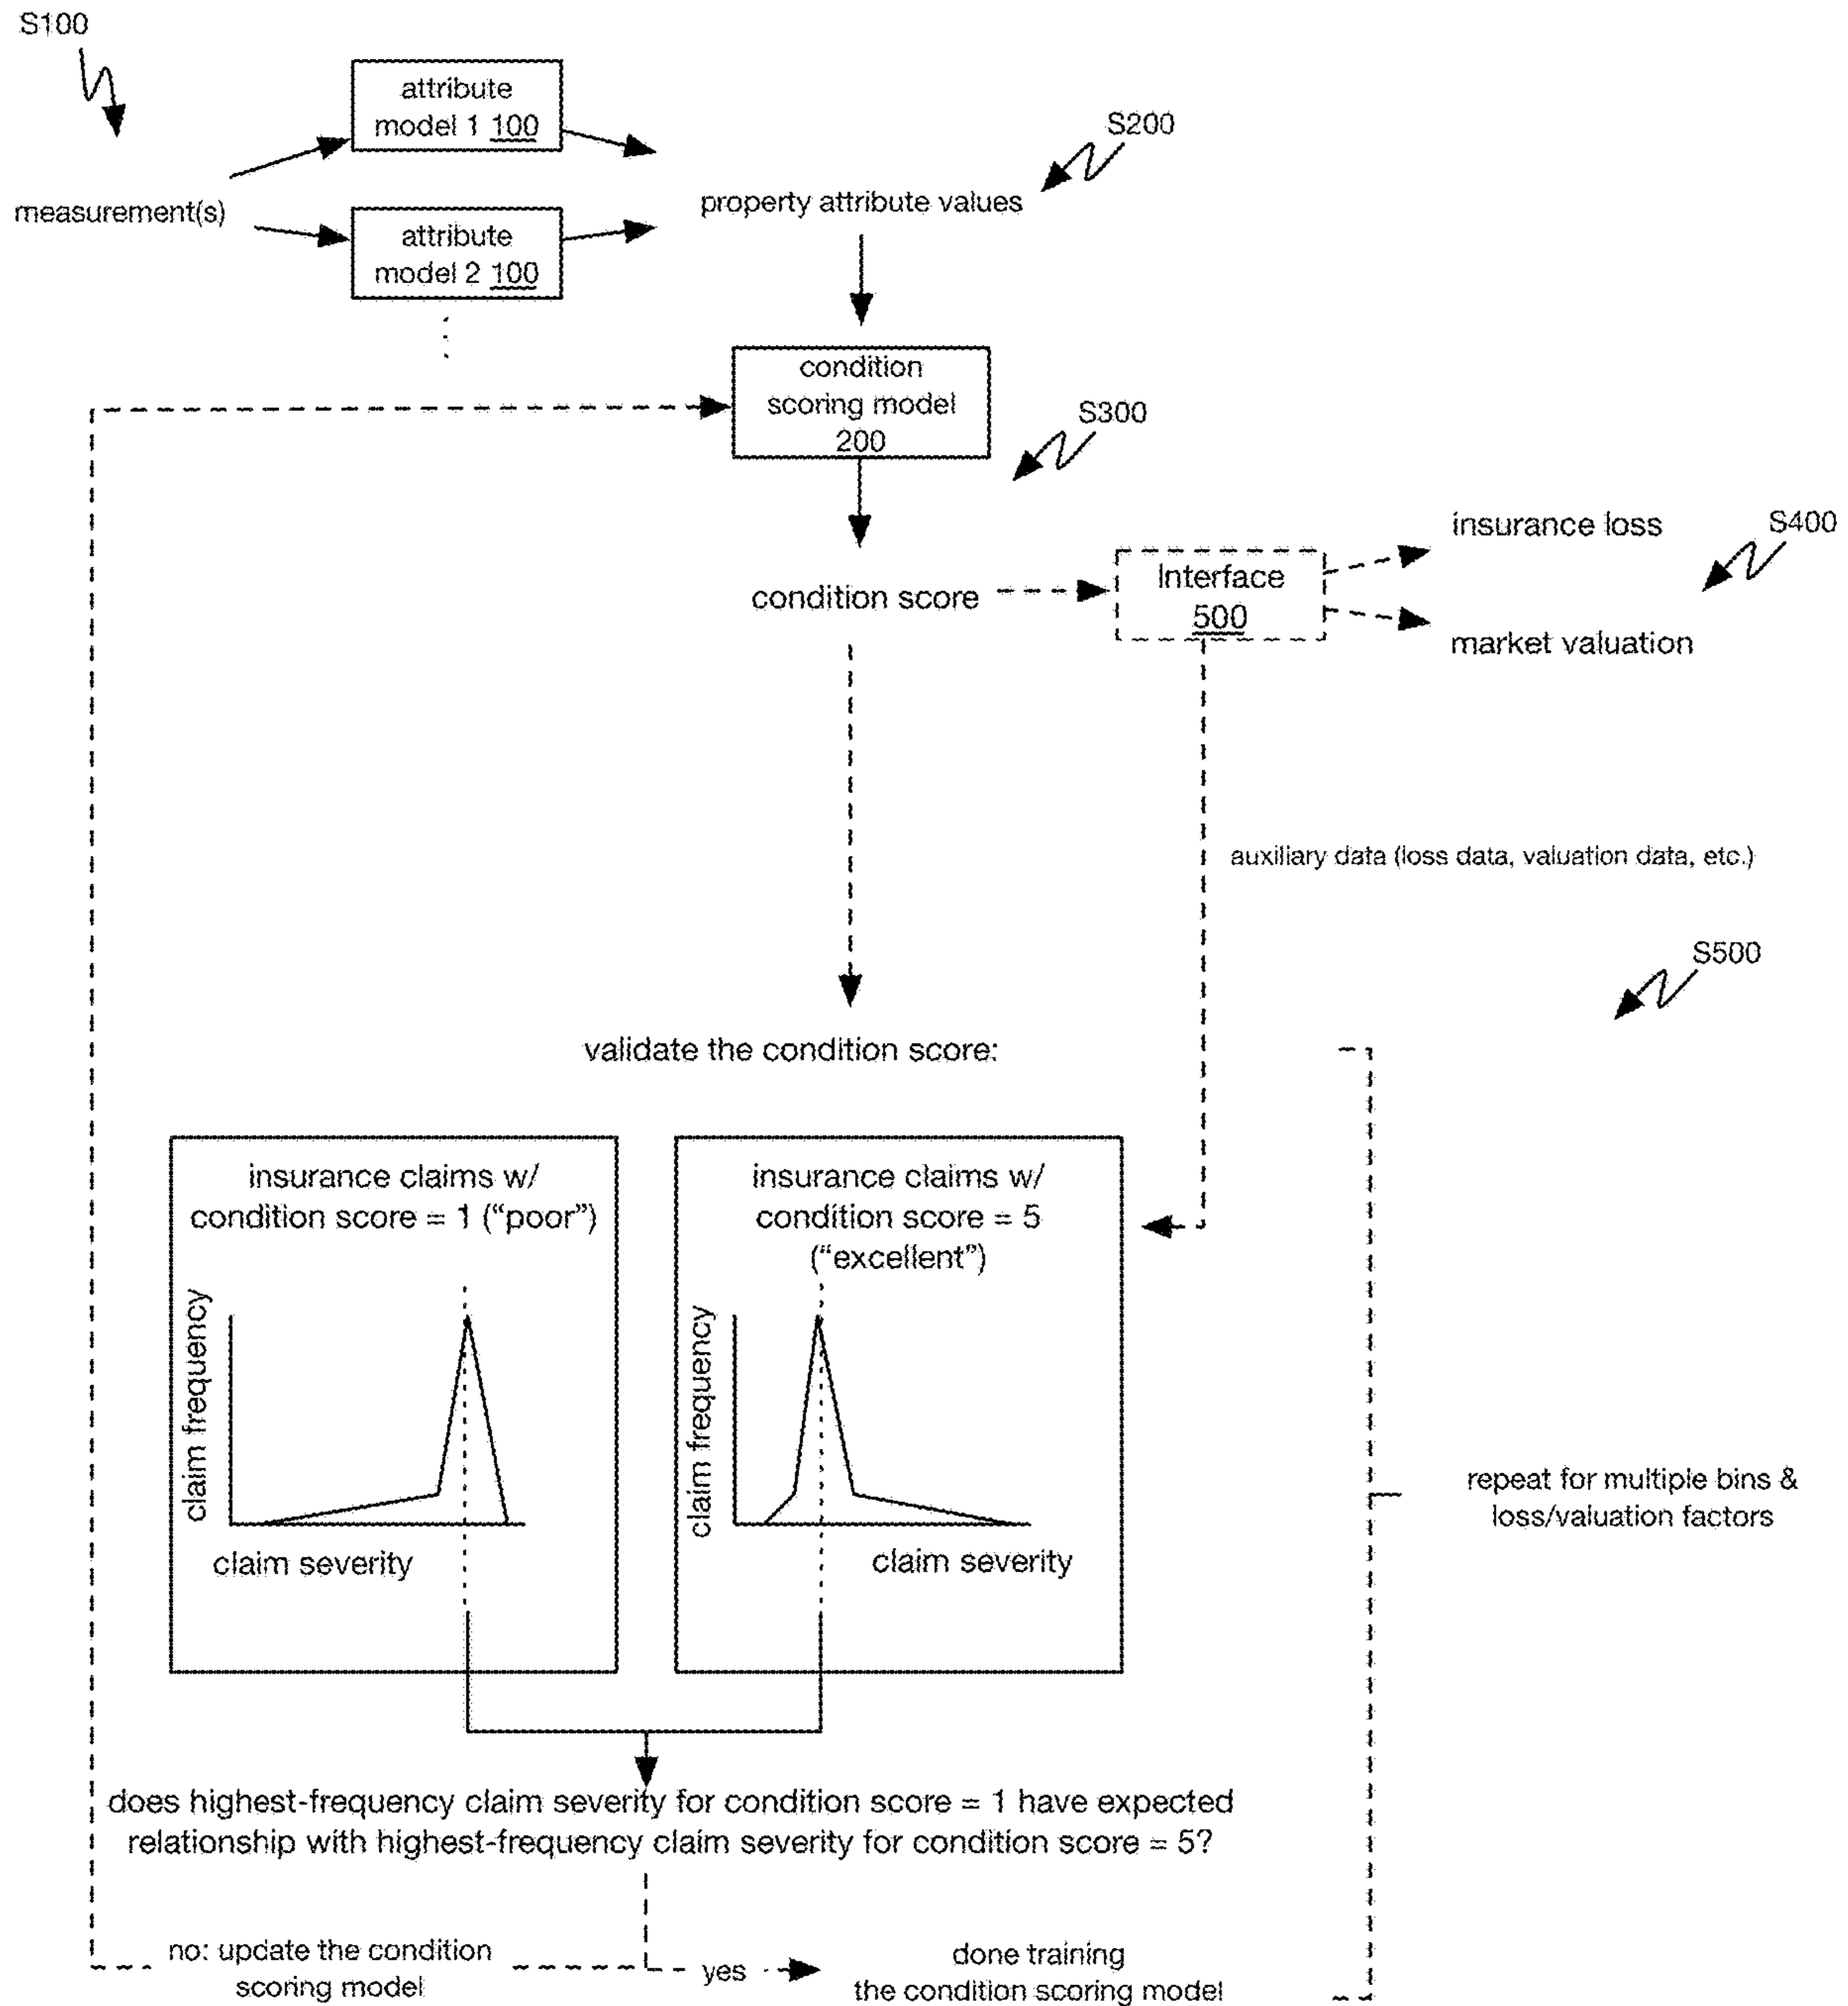 S100
attribute
model 1 100
S200
measurement(s)
property attribute values
attribute
model 2 100
condition
scoring model
200
S300
insurance loss
S400
Interface
500
condition score
market valuation
auxiliary data (loss data, valuation data, etc.)
S500
validate the condition score:
insurance claims w/
condition score = 1 (“poor”)
insurance claims w/
condition score = 5
(“excellent”)
claim frequency
claim severity
claim frequency
claim severity
repeat for multiple bins &
loss/valuation factors
does highest-frequency claim severity for condition score = 1 have expected
relationship with highest-frequency claim severity for condition score = 5?
no: update the condition
scoring model
yes
done training
the condition scoring model